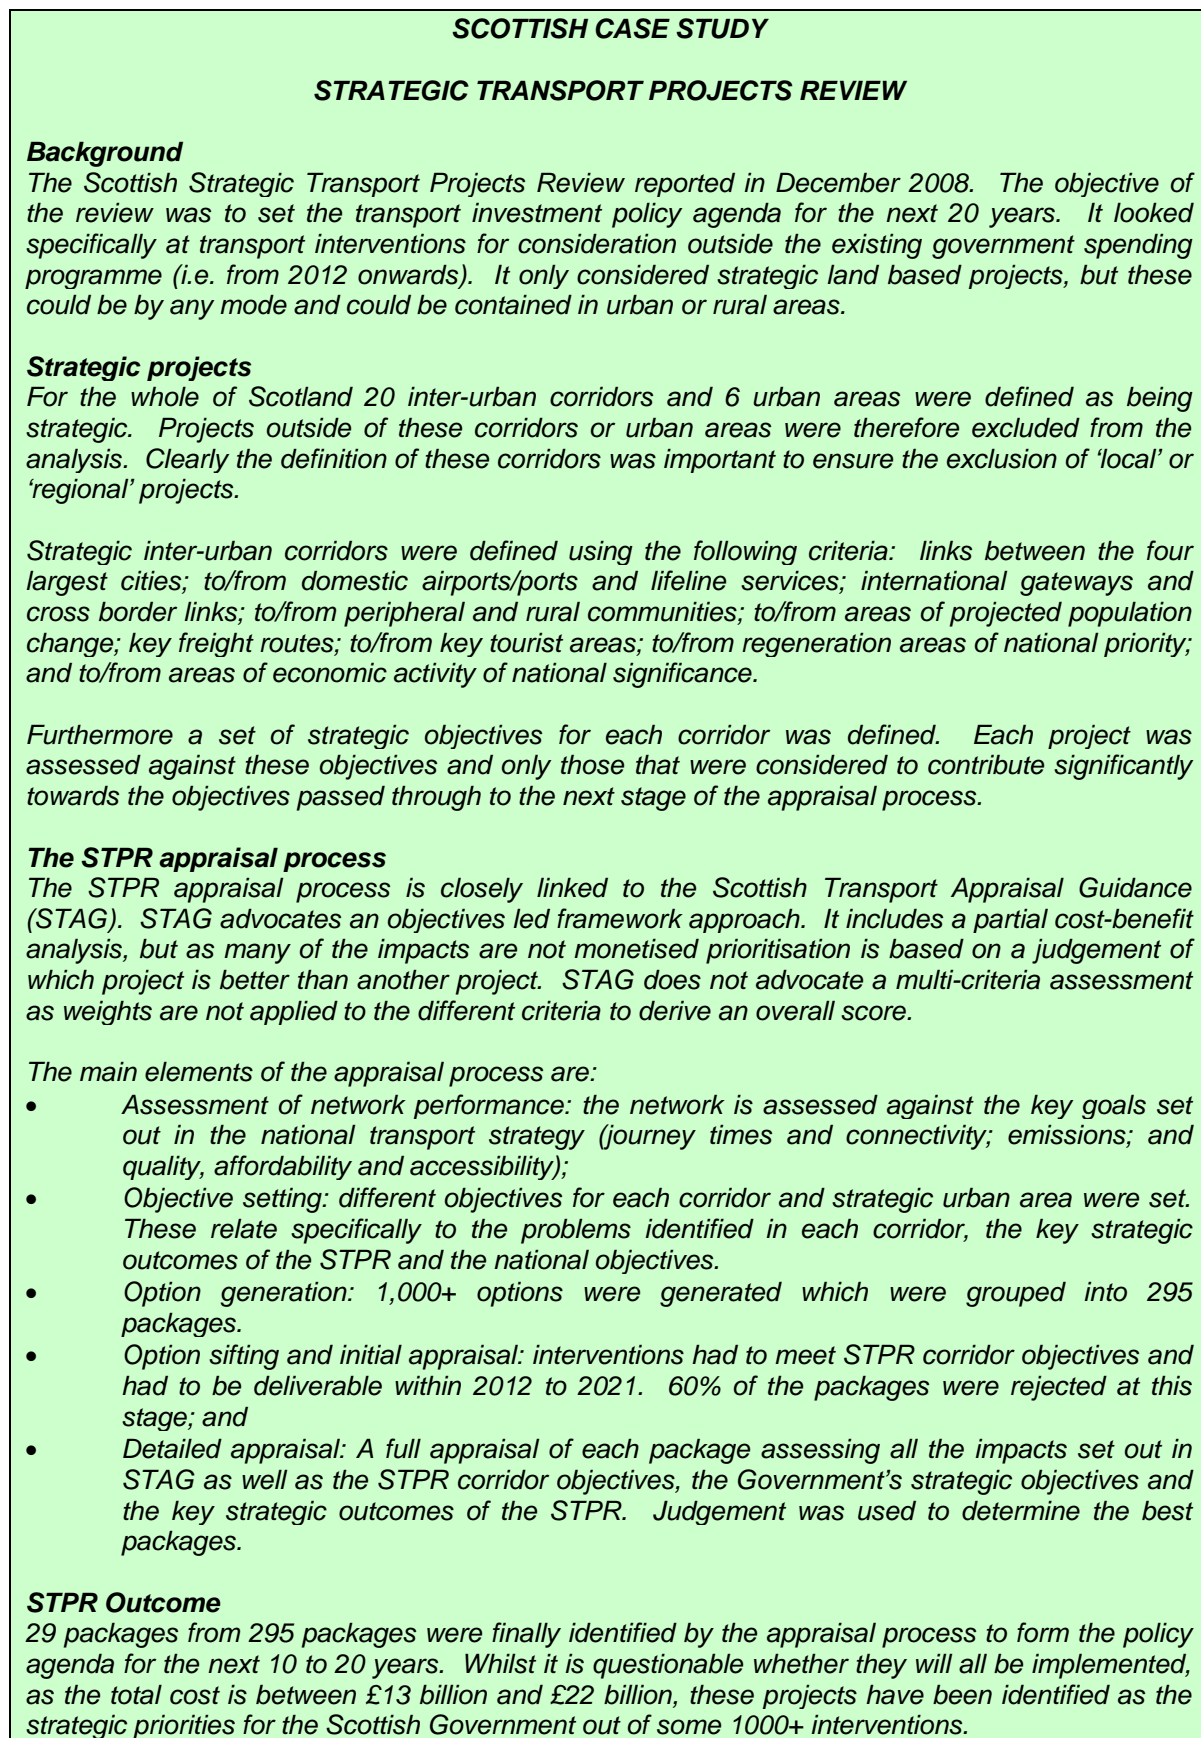 SCOTTISH CASE STUDY
STRATEGIC TRANSPORT PROJECTS REVIEW
Background
The Scottish Strategic Transport Projects Review reported in December 2008. The objective of
the review was to set the transport investment policy agenda for the next 20 years. It looked
specifically at transport interventions for consideration outside the existing government spending
programme (i.e. from 2012 onwards). It only considered strategic land based projects, but these
could be by any mode and could be contained in urban or rural areas.
Strategic projects
For the whole of Scotland 20 inter-urban corridors and 6 urban areas were defined as being
strategic. Projects outside of these corridors or urban areas were therefore excluded from the
analysis. Clearly the definition of these corridors was important to ensure the exclusion of ‘local’ or
‘regional’ projects.
Strategic inter-urban corridors were defined using the following criteria: links between the four
largest cities; to/from domestic airports/ports and lifeline services; international gateways and
cross border links; to/from peripheral and rural communities; to/from areas of projected population
change; key freight routes; to/from key tourist areas; to/from regeneration areas of national priority;
and to/from areas of economic activity of national significance.
Furthermore a set of strategic objectives for each corridor was defined. Each project was
assessed against these objectives and only those that were considered to contribute significantly
towards the objectives passed through to the next stage of the appraisal process.
The STPR appraisal process
The STPR appraisal process is closely linked to the Scottish Transport Appraisal Guidance
(STAG). STAG advocates an objectives led framework approach. It includes a partial cost-benefit
analysis, but as many of the impacts are not monetised prioritisation is based on a judgement of
which project is better than another project. STAG does not advocate a multi-criteria assessment
as weights are not applied to the different criteria to derive an overall score.
The main elements of the appraisal process are:
• Assessment of network performance: the network is assessed against the key goals set
out in the national transport strategy (journey times and connectivity; emissions; and
quality, affordability and accessibility);
• Objective setting: different objectives for each corridor and strategic urban area were set.
These relate specifically to the problems identified in each corridor, the key strategic
outcomes of the STPR and the national objectives.
• Option generation: 1,000+ options were generated which were grouped into 295
packages.
• Option sifting and initial appraisal: interventions had to meet STPR corridor objectives and
had to be deliverable within 2012 to 2021. 60% of the packages were rejected at this
stage; and
• Detailed appraisal: A full appraisal of each package assessing all the impacts set out in
STAG as well as the STPR corridor objectives, the Government’s strategic objectives and
the key strategic outcomes of the STPR. Judgement was used to determine the best
packages.
STPR Outcome
29 packages from 295 packages were finally identified by the appraisal process to form the policy
agenda for the next 10 to 20 years. Whilst it is questionable whether they will all be implemented,
as the total cost is between £13 billion and £22 billion, these projects have been identified as the
strategic priorities for the Scottish Government out of some 1000+ interventions.